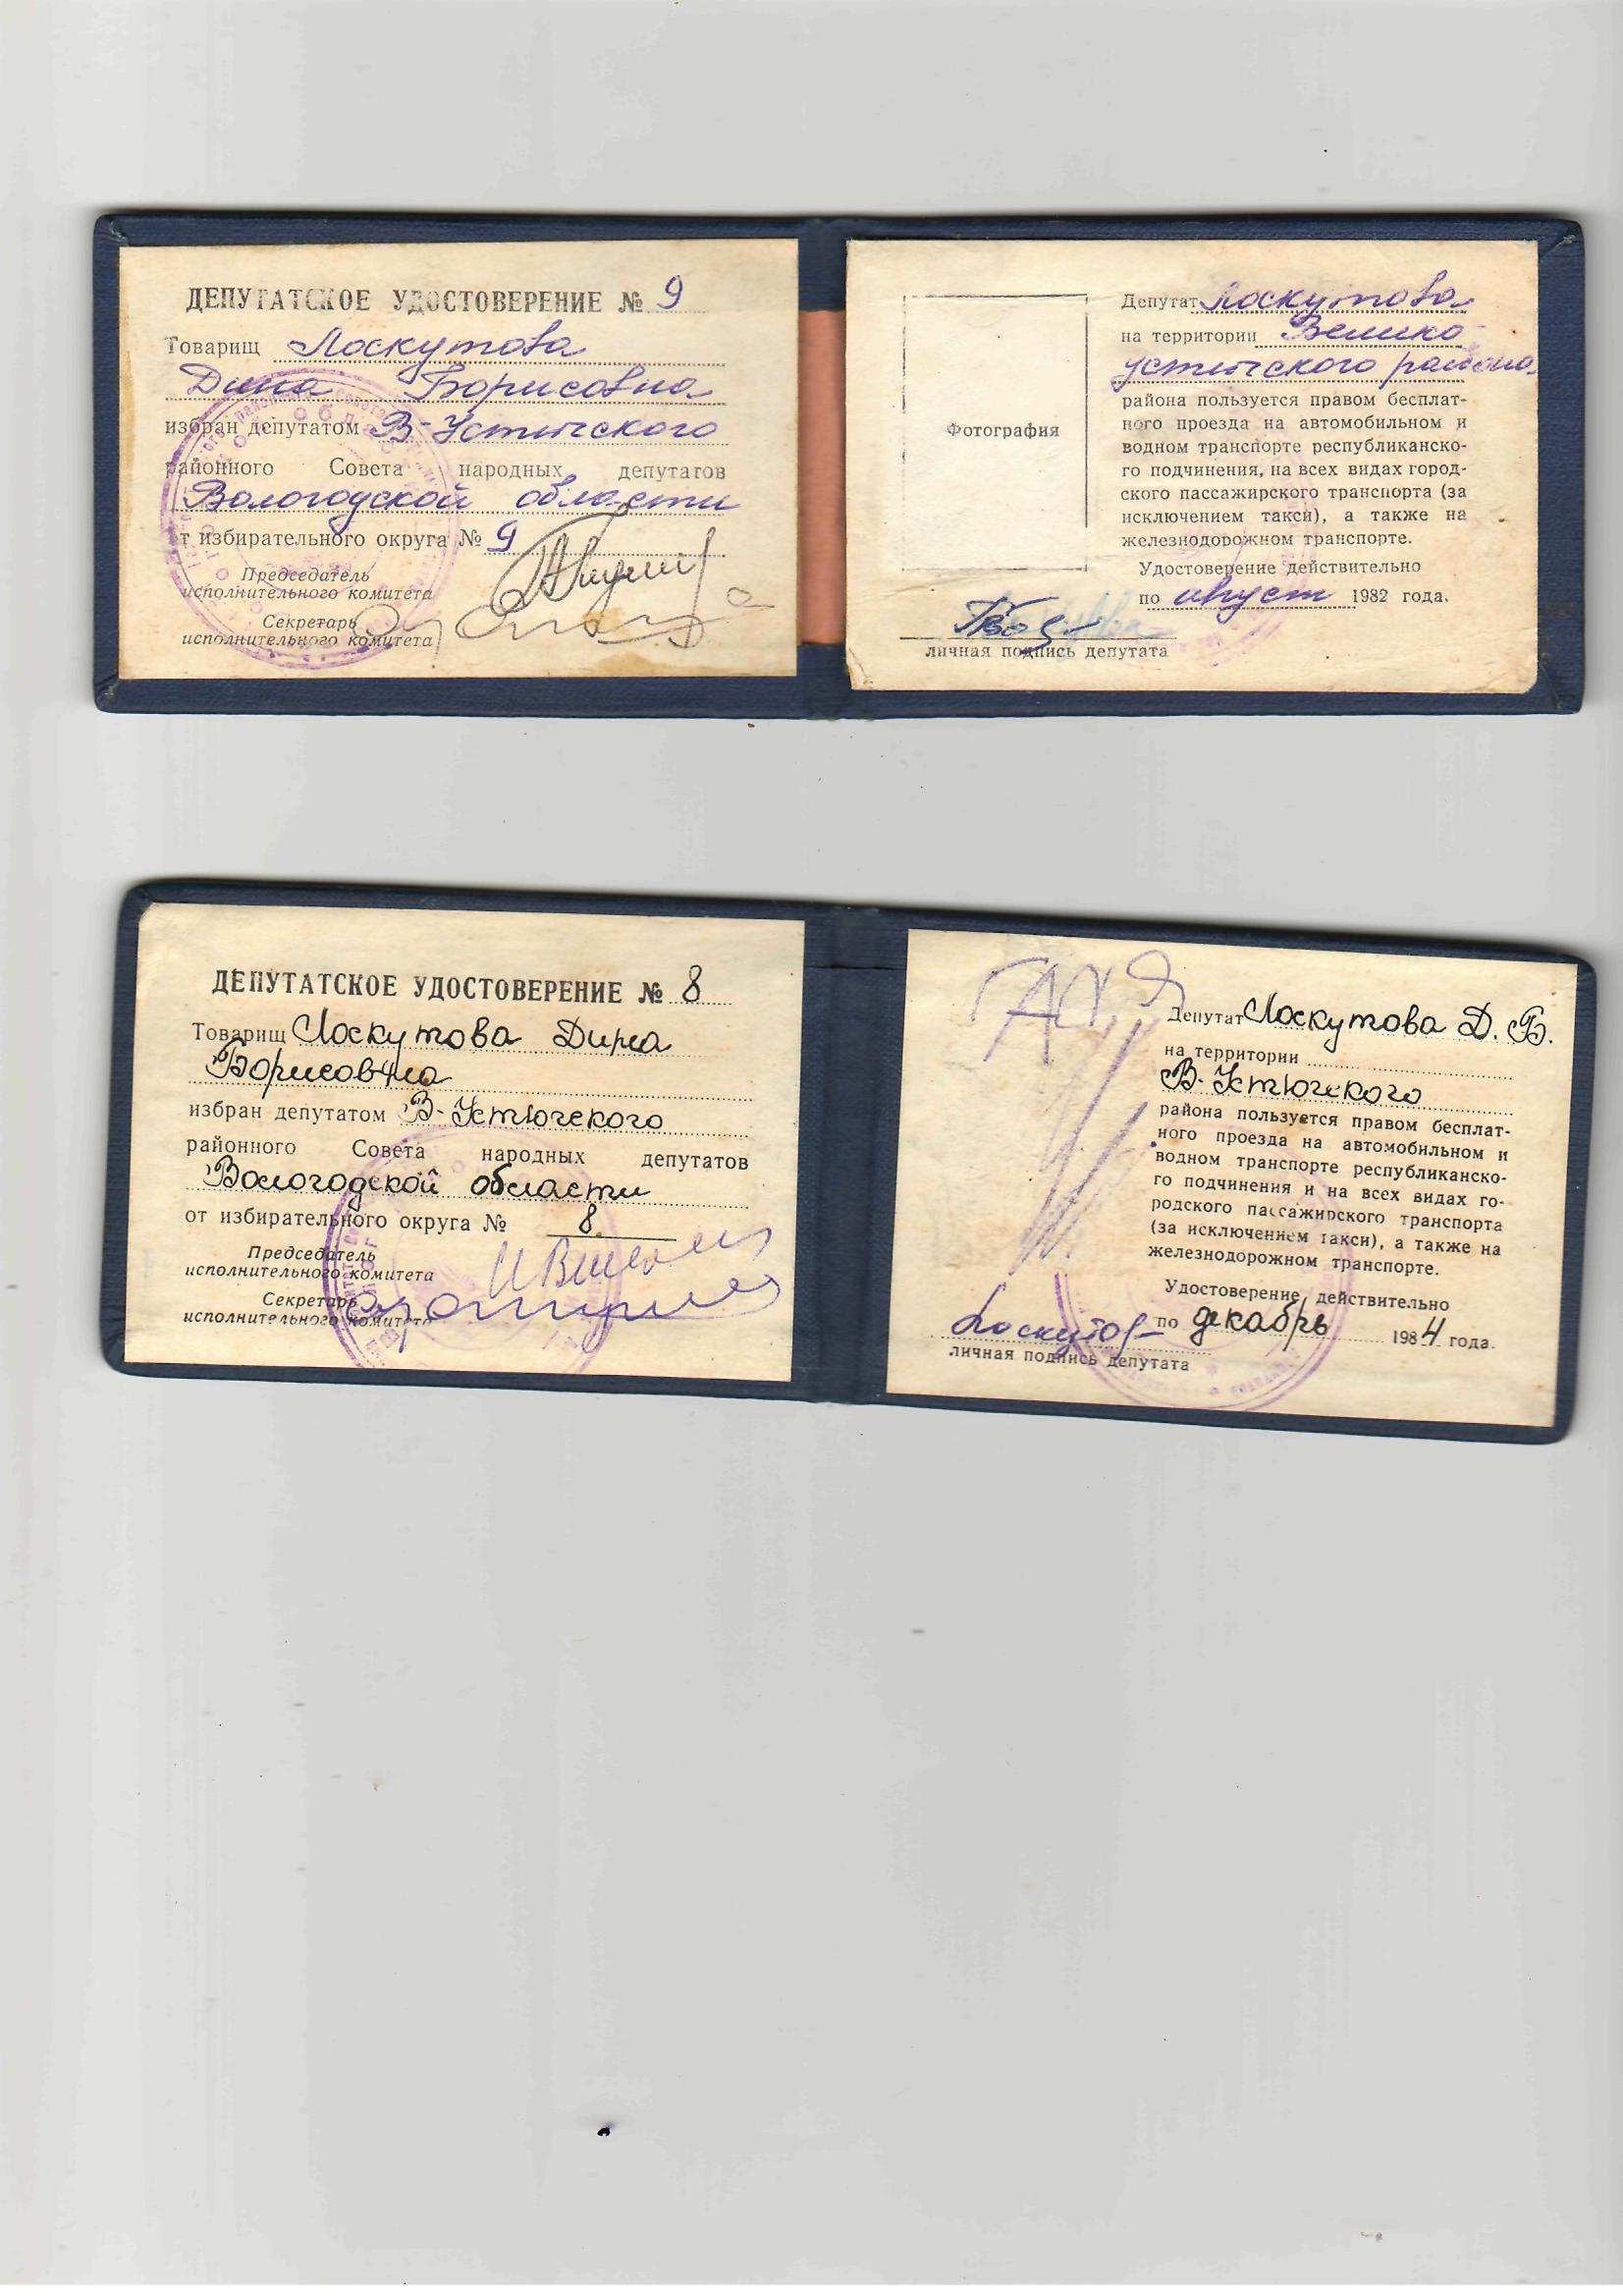 ДЕПУТАТСКОЕ УДОСТОВЕРЕНИЕ № 9
Товарищ Лоскутова
Дина Борисовна
избран депутатом В-Устюгского
районного Совета народных депутатов
Вологодской области
от избирательного округа № 9
Председатель
исполнительного комитета
Секретарь
исполнительного комитета
Фотография
личная подпись депутата
Депутат Лоскутова
на территории Велико-
устюгского района
района пользуется правом бесплат-
ного проезда на автомобильном и
водном транспорте республиканско-
го подчинения, на всех видах город-
ского пассажирского транспорта (за
исключением такси), а также на
железнодорожном транспорте.
Удостоверение действительно
по август 1982 года.
ДЕПУТАТСКОЕ УДОСТОВЕРЕНИЕ № 8
Товарищ Лоскутова Дина
Борисовна
избран депутатом В-Устюгского
районного Совета народных депутатов
Вологодской области
от избирательного округа № 8
Председатель
исполнительного комитета
Секретарь
исполнительного комитета
Депутат Лоскутова Д. Б.
на территории
В-Устюгского
района пользуется правом бесплат-
ного проезда на автомобильном и
водном транспорте республиканско-
го подчинения и на всех видах го-
родского пассажирского транспорта
(за исключением такси), а также на
железнодорожном транспорте.
Удостоверение действительно
по декабрь 1984 года.
личная подпись депутата